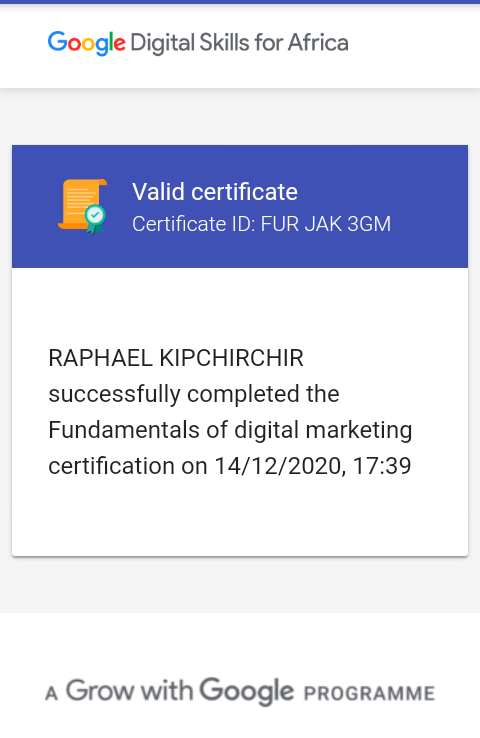 Google Digital Skills for Africa
Valid certificate
Certificate ID: FUR JAK 3GM
RAPHAEL KIPCHIRCHIR
successfully completed the
Fundamentals of digital marketing
certification on 14/12/2020, 17:39
A Grow with Google PROGRAMME